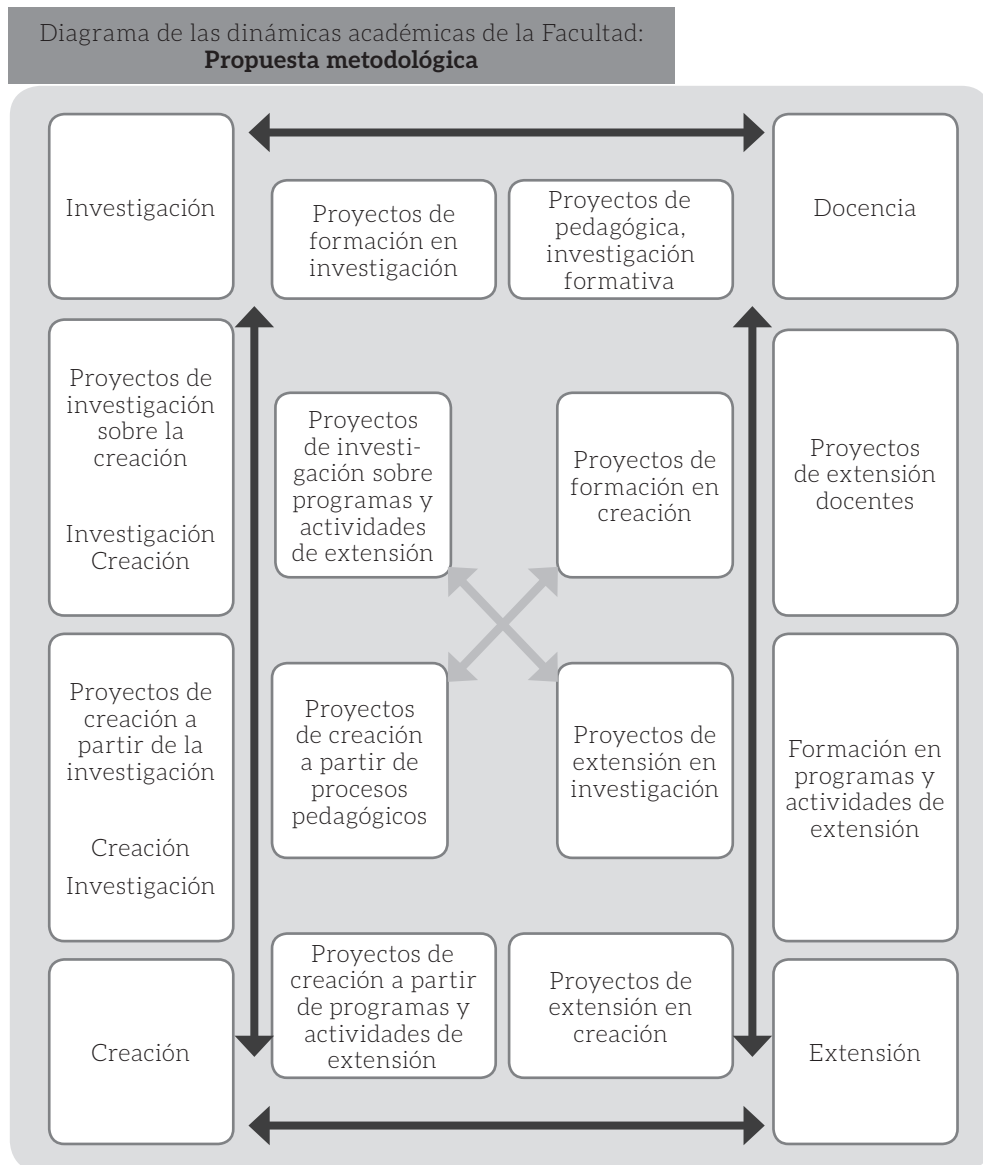 Diagrama de las dinámicas académicas de la Facultad:
Propuesta metodológica
Investigación
Proyectos de
formación en
investigación
Proyectos de
pedagógica,
investigación
formativa
Docencia
Proyectos de
investigación
sobre la
creación
Investigación
Creación
Proyectos
de investi-
gación sobre
programas y
actividades
de extensión
Proyectos de
formación en
creación
Proyectos
de extensión
docentes
Proyectos de
creación a
partir de la
investigación
Creación
Investigación
Proyectos
de creación
a partir de
procesos
pedagógicos
Proyectos de
extensión en
investigación
Formación en
programas y
actividades de
extensión
Creación
Proyectos de
creación a partir
de programas y
actividades de
extensión
Proyectos de
extensión en
creación
Extensión